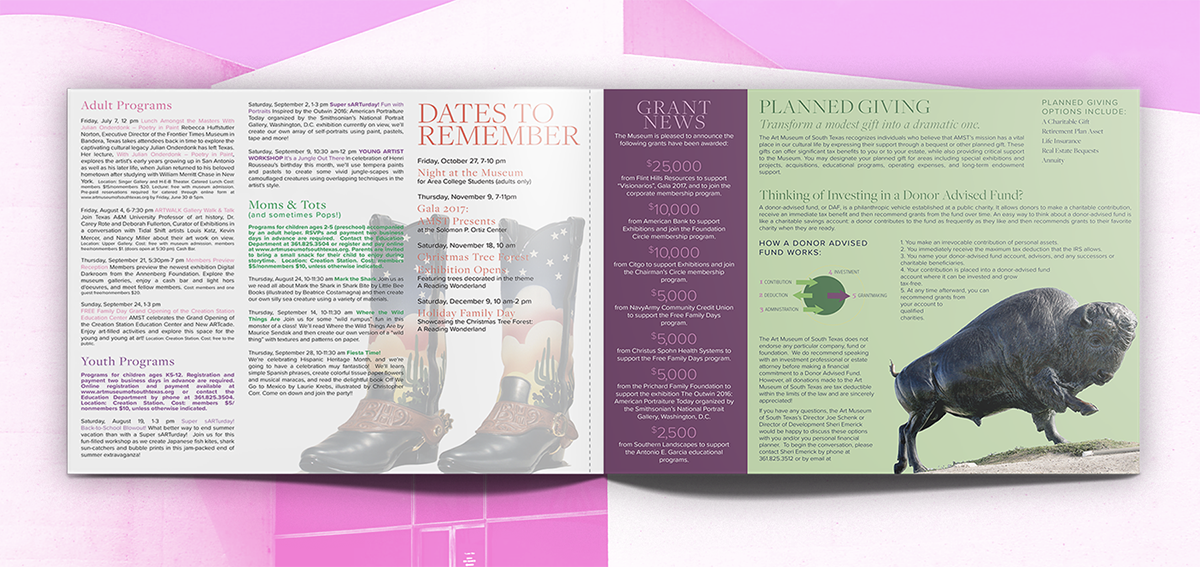 Adult Programs
Friday, July 7, 12 pm Lunch Amongst the Masters With
Julian Onderdonk – Poetry in Paint Rebecca Huffstutler
Norton, Executive Director of the Frontier Times Museum in
Bandera, Texas takes attendees back in time to explore the
captivating cultural legacy Julian Onderdonk has left Texas.
Her lecture, With Julian Onderdonk – Poetry in Paint,
explores the artist's early years growing up in San Antonio
as well as his later life, when Julian returned to his beloved
hometown after studying with William Merritt Chase in New
York. Location: Singer Gallery and H-E-B Theater. Catered Lunch Cost:
members $15/nonmembers $20. Lecture: free with museum admission.
Pre-paid reservations required for catered through online form at
www.artmuseumofsouthtexas.org by Friday, June 30 @ 5pm.
Friday, August 4, 6-7:30 pm ARTWALK Gallery Walk & Talk
Join Texas A&M University Professor of art history, Dr.
Carey Rote and Deborah Fullerton, Curator of Exhibitions in
a conversation with Tidal Shift artists Louis Katz, Kevin
Mercer, and Nancy Miller about their art work on view.
Location: Upper Gallery. Cost: free with museum admission, members
free/nonmembers $1. (doors open at 5:30 pm). Cash Bar.
Thursday, September 21, 5:30pm-7 pm Members Preview
Reception Members preview the newest exhibition Digital
Darkroom from the Annenberg Foundation. Explore the
museum galleries, enjoy a cash bar and light hors
d'oeuvres, and meet fellow members. Cost: members and one
guest free/nonmembers $20.
Sunday, September 24, 1-3 pm
FREE Family Day Grand Opening of the Creation Station
Education Center AMST celebrates the Grand Opening of
the Creation Station Education Center and New ARTcade.
Enjoy art-filled activities and explore this space for the
young and young at art! Location: Creation Station. Cost: free to the
public.
Youth Programs
Programs for children ages K5-12. Registration and
payment two business days in advance are required.
Online registration and payment available at
www.artmuseumofsouthtexas.org or contact the
Education Department by phone at 361.825.3504.
Location: Creation Station. Cost: members $5/
nonmembers $10, unless otherwise indicated.
Saturday, August 19, 1-3 pm Super sARTurday!
Back-to-School Blowout! What better way to end summer
vacation than with a Super sARTurday! Join us for this
fun-filled workshop as we create Japanese fish kites, shark
sun-catchers and bubble prints in this jam-packed end of
summer extravaganza!
Saturday, September 2, 1-3 pm Super sARTurday! Fun with
Portraits Inspired by the Outwin 2016: American Portraiture
Today organized by the Smithsonian's National Portrait
Gallery, Washington, D.C. exhibition currently on view, we'll
create our own array of self-portraits using paint, pastels,
tape and more!
Saturday, September 9, 10:30 am-12 pm YOUNG ARTIST
WORKSHOP It's a Jungle Out There in celebration of Henri
Rousseau's birthday this month, we'll use tempera paints
and pastels to create some vivid jungle-scapes with
camouflaged creatures using overlapping techniques in the
artist's style.
Moms & Tots
(and sometimes Pops!)
Programs for children ages 2-5 (preschool) accompanied
by an adult helper. RSVPs and payment two business
days in advance are required. Contact the Education
Department at 361.825.3504 or register and pay online
at www.artmuseumofsouthtexas.org. Parents are invited
to bring a small snack for their child to enjoy during
storytime. Location: Creation Station. Cost: members
$5/nonmembers $10, unless otherwise indicated.
Thursday, August 24, 10-11:30 am Mark the Shark Join us as
we read all about Mark the Shark in Shark Bite by Little Bee
Books (illustrated by Beatrice Costamagna) and then create
our own silly sea creature using a variety of materials.
Thursday, September 14, 10-11:30 am Where the Wild
Things Are Join us for some "wild rumpus" fun in this
monster of a class! We'll read Where the Wild Things Are by
Maurice Sendak and then create our own version of a "wild
thing" with textures and patterns on paper.
Thursday, September 28, 10-11:30 am Fiesta Time!
We're celebrating Hispanic Heritage Month, and we're
going to have a celebration muy fantastico! We'll learn
simple Spanish phrases, create colorful tissue paper flowers
and musical maracas, and read the delightful book Off We
Go to Mexico by Laurie Krebs, illustrated by Christopher
Corr. Come on down and join the party!!
DATES TO
REMEMBER
Friday, October 27, 7-10 pm
Night at the Museum
for Area College Students (adults only)
Thursday, November 9, 7-11pm
Gala 2017:
AMST Presents
at the Solomon P. Ortiz Center
Saturday, November 18, 10 am
Christmas Tree Forest
Exhibition Opens
Featuring trees decorated in the theme
A Reading Wonderland
Saturday, December 9, 10 am-2 pm
Holiday Family Day
Showcasing the Christmas Tree Forest:
A Reading Wonderland
GRANT
NEWS
The Museum is pleased to announce the
following grants have been awarded:
$25,000
from Flint Hills Resources to support
"Visionarios", Gala 2017, and to join the
corporate membership program.
$10,000
from American Bank to support
Exhibitions and join the Foundation
Circle membership program.
$10,000
from Citgo to support Exhibitions and join
the Chairman's Circle membership
program.
$5,000
from NavyArmy Community Credit Union
to support the Free Family Days
program.
$5,000
from Christus Spohn Health Systems to
support the Free Family Days program.
$5,000
from the Prichard Family Foundation to
support the exhibition The Outwin 2016:
American Portraiture Today organized by
the Smithsonian's National Portrait
Gallery, Washington, D.C.
$2,500
from Southern Landscapes to support
the Antonio E. Garcia educational
programs.
PLANNED GIVING
Transform a modest gift into a dramatic one.
The Art Museum of South Texas recognizes individuals who believe that AMST's mission has a vital
place in our cultural life by expressing their support through a bequest or other planned gift. These
gifts can offer significant tax benefits to you or to your estate, while also providing critical support
to the Museum. You may designate your planned gift for areas including special exhibitions and
projects, acquisitions, educational programs, operating expenses, and long-term endowment
support.
PLANNED GIVING
OPTIONS INCLUDE:
A Charitable Gift
Retirement Plan Asset
Life Insurance
Real Estate Bequests
Annuity
Thinking of Investing in a Donor Advised Fund?
A donor-advised fund, or DAF, is a philanthropic vehicle established at a public charity. It allows donors to make a charitable contribution,
receive an immediate tax benefit and then recommend grants from the fund over time. An easy way to think about a donor-advised fund is
like a charitable savings account: a donor contributes to the fund as frequently as they like and then recommends grants to their favorite
charity when they are ready.
HOW A DONOR ADVISED
FUND WORKS:
4. INVESTMENT
1. CONTRIBUTION
2. DEDUCTION
5. GRANTMAKING
3. ADMINISTRATION
1. You make an irrevocable contribution of personal assets.
2. You immediately receive the maximum tax deduction that the IRS allows.
3. You name your donor-advised fund account, advisors, and any successors or
charitable beneficiaries.
4. Your contribution is placed into a donor-advised fund
account where it can be invested and grow
tax-free.
5. At any time afterward, you can
recommend grants from
your account to
qualified
charities.
The Art Museum of South Texas does not
endorse any particular company, fund or
foundation. We do recommend speaking
with an investment professional or estate
attorney before making a financial
commitment to a Donor Advised Fund.
However, all donations made to the Art
Museum of South Texas are tax deductible
within the limits of the law and are sincerely
appreciated!
If you have any questions, the Art Museum
of South Texas's Director Joe Schenk or
Director of Development Sheri Emerick
would be happy to discuss these options
with you and/or you personal financial
planner. To begin the conversation, please
contact Sheri Emerick by phone at
361.825.3512 or by email at